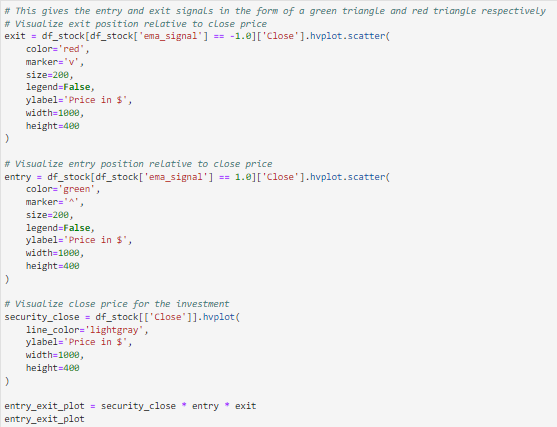 # This gives the entry and exit signals in the form of a green triangle and red triangle respectively
# Visualize exit position relative to close price
exit = df_stock[df_stock['ema_signal'] == -1.0]['Close'].hvplot.scatter(
    color='red',
    marker='v',
    size=200,
    legend=False,
    ylabel='Price in $',
    width=1000,
    height=400
)

# Visualize entry position relative to close price
entry = df_stock[df_stock['ema_signal'] == 1.0]['Close'].hvplot.scatter(
    color='green',
    marker='^',
    size=200,
    legend=False,
    ylabel='Price in $',
    width=1000,
    height=400
)

# Visualize close price for the investment
security_close = df_stock[['Close']].hvplot(
    line_color='lightgray',
    ylabel='Price in $',
    width=1000,
    height=400
)

entry_exit_plot = security_close * entry * exit
entry_exit_plot